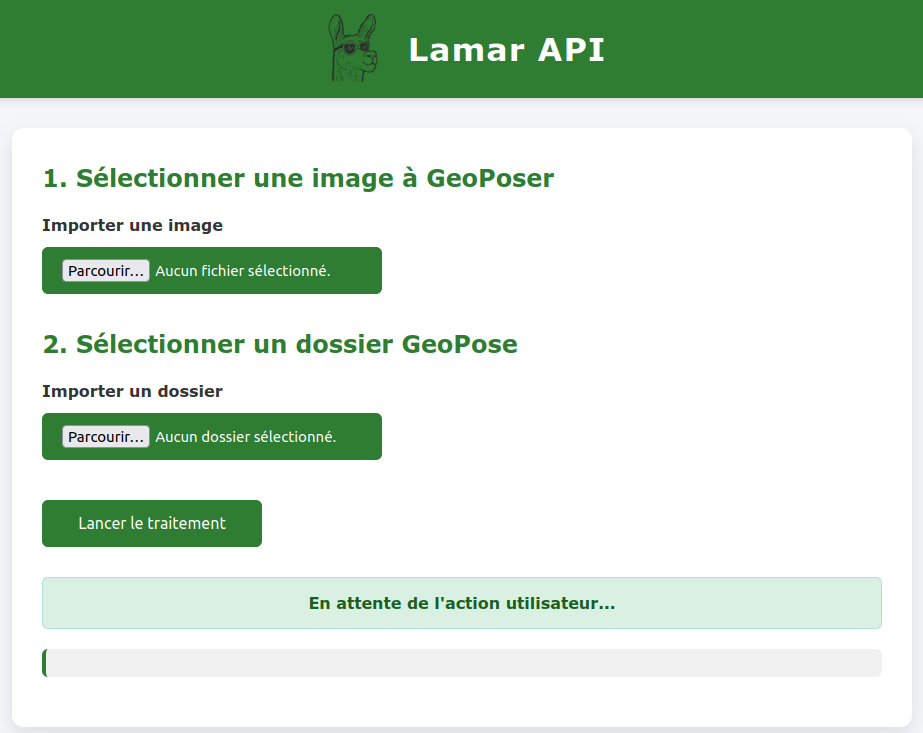 Lamar API
1. Sélectionner une image à GeoPoser
Importer une image
Parcourir... Aucun fichier sélectionné.
2. Sélectionner un dossier GeoPose
Importer un dossier
Parcourir... Aucun dossier sélectionné.
Lancer le traitement
En attente de l'action utilisateur...